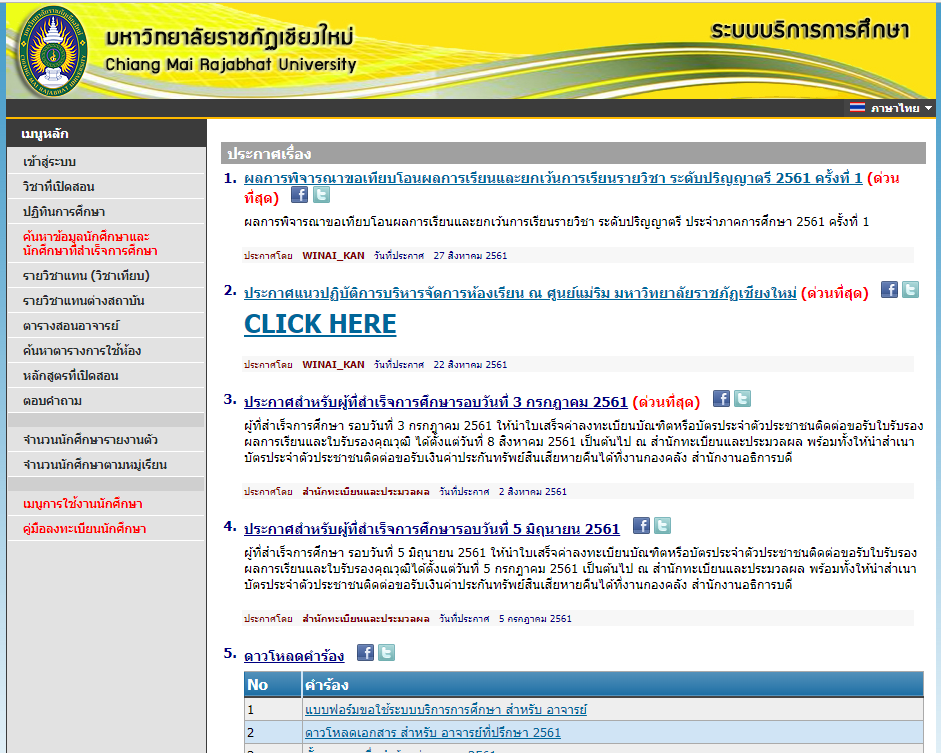 มหาวิทยาลัยราชภัฏเชียงใหม่
Chiang Mai Rajabhat University
ระบบบริการการศึกษา
ภาษาไทย
เมนูหลัก
เข้าสู่ระบบ
วิชาที่เปิดสอน
ปฏิทินการศึกษา
ค้นหาข้อมูลนักศึกษาและ
นักศึกษาที่สำเร็จการศึกษา
รายวิชาแทน (วิชาเทียบ)
รายวิชาแทนต่างสถาบัน
ตารางสอนอาจารย์
ค้นหาตารางการใช้ห้อง
หลักสูตรที่เปิดสอน
ตอบคำถาม
จำนวนนักศึกษารายงานตัว
จำนวนนักศึกษาตามหมู่เรียน
เมนูการใช้งานนักศึกษา
คู่มือลงทะเบียนนักศึกษา
ประกาศเรื่อง
1. ผลการพิจารณาขอเทียบโอนผลการเรียนและยกเว้นการเรียนรายวิชา ระดับปริญญาตรี 2561 ครั้งที่ 1 (ด่วน
ที่สุด)
ผลการพิจารณาขอเทียบโอนผลการเรียนและยกเว้นการเรียนรายวิชา ระดับปริญญาตรี ประจำภาคการศึกษา 2561 ครั้งที่ 1
ประกาศโดย WINAI_KAN วันที่ประกาศ 27 สิงหาคม 2561
2. ประกาศแนวปฏิบัติการบริหารจัดการห้องเรียน ณ ศูนย์แม่ริม มหาวิทยาลัยราชภัฏเชียงใหม่ (ด่วนที่สุด)
CLICK HERE
ประกาศโดย WINAI_KAN วันที่ประกาศ 22 สิงหาคม 2561
3. ประกาศสำหรับผู้ที่สำเร็จการศึกษารอบวันที่ 3 กรกฎาคม 2561 (ด่วนที่สุด)
ผู้ที่สำเร็จการศึกษา รอบวันที่ 3 กรกฎาคม 2561 ให้นำใบเสร็จค่าลงทะเบียนบัณฑิตหรือบัตรประจำตัวประชาชนติดต่อขอรับใบรับรอง
ผลการเรียนและใบรับรองคุณวุฒิ ได้ตั้งแต่วันที่ 8 สิงหาคม 2561 เป็นต้นไป ณ สำนักทะเบียนและประมวลผล พร้อมทั้งให้นำสำเนา
บัตรประจำตัวประชาชนติดต่อขอรับเงินค่าประกันทรัพย์สินเสียหายคืนได้ที่งานกองคลัง สำนักงานอธิการบดี
ประกาศโดย สำนักทะเบียนและประมวลผล วันที่ประกาศ 2 สิงหาคม 2561
4. ประกาศสำหรับผู้ที่สำเร็จการศึกษารอบวันที่ 5 มิถุนายน 2561
ผู้ที่สำเร็จการศึกษา รอบวันที่ 5 มิถุนายน 2561 ให้นำใบเสร็จค่าลงทะเบียนบัณฑิตหรือบัตรประจำตัวประชาชนติดต่อขอรับใบรับรอง
ผลการเรียนและใบรับรองคุณวุฒิได้ตั้งแต่วันที่ 5 กรกฎาคม 2561 เป็นต้นไป ณ สำนักทะเบียนและประมวลผล พร้อมทั้งให้นำสำเนา
บัตรประจำตัวประชาชนติดต่อขอรับเงินค่าประกันทรัพย์สินเสียหายคืนได้ที่งานกองคลัง สำนักงานอธิการบดี
ประกาศโดย สำนักทะเบียนและประมวลผล วันที่ประกาศ 5 กรกฎาคม 2561
5. ดาวโหลดคำร้อง
No คำร้อง
1 แบบฟอร์มขอใช้ระบบบริการการศึกษา สำหรับ อาจารย์
2 ดาวโหลดเอกสาร สำหรับ อาจารย์ที่ปรึกษา 2561